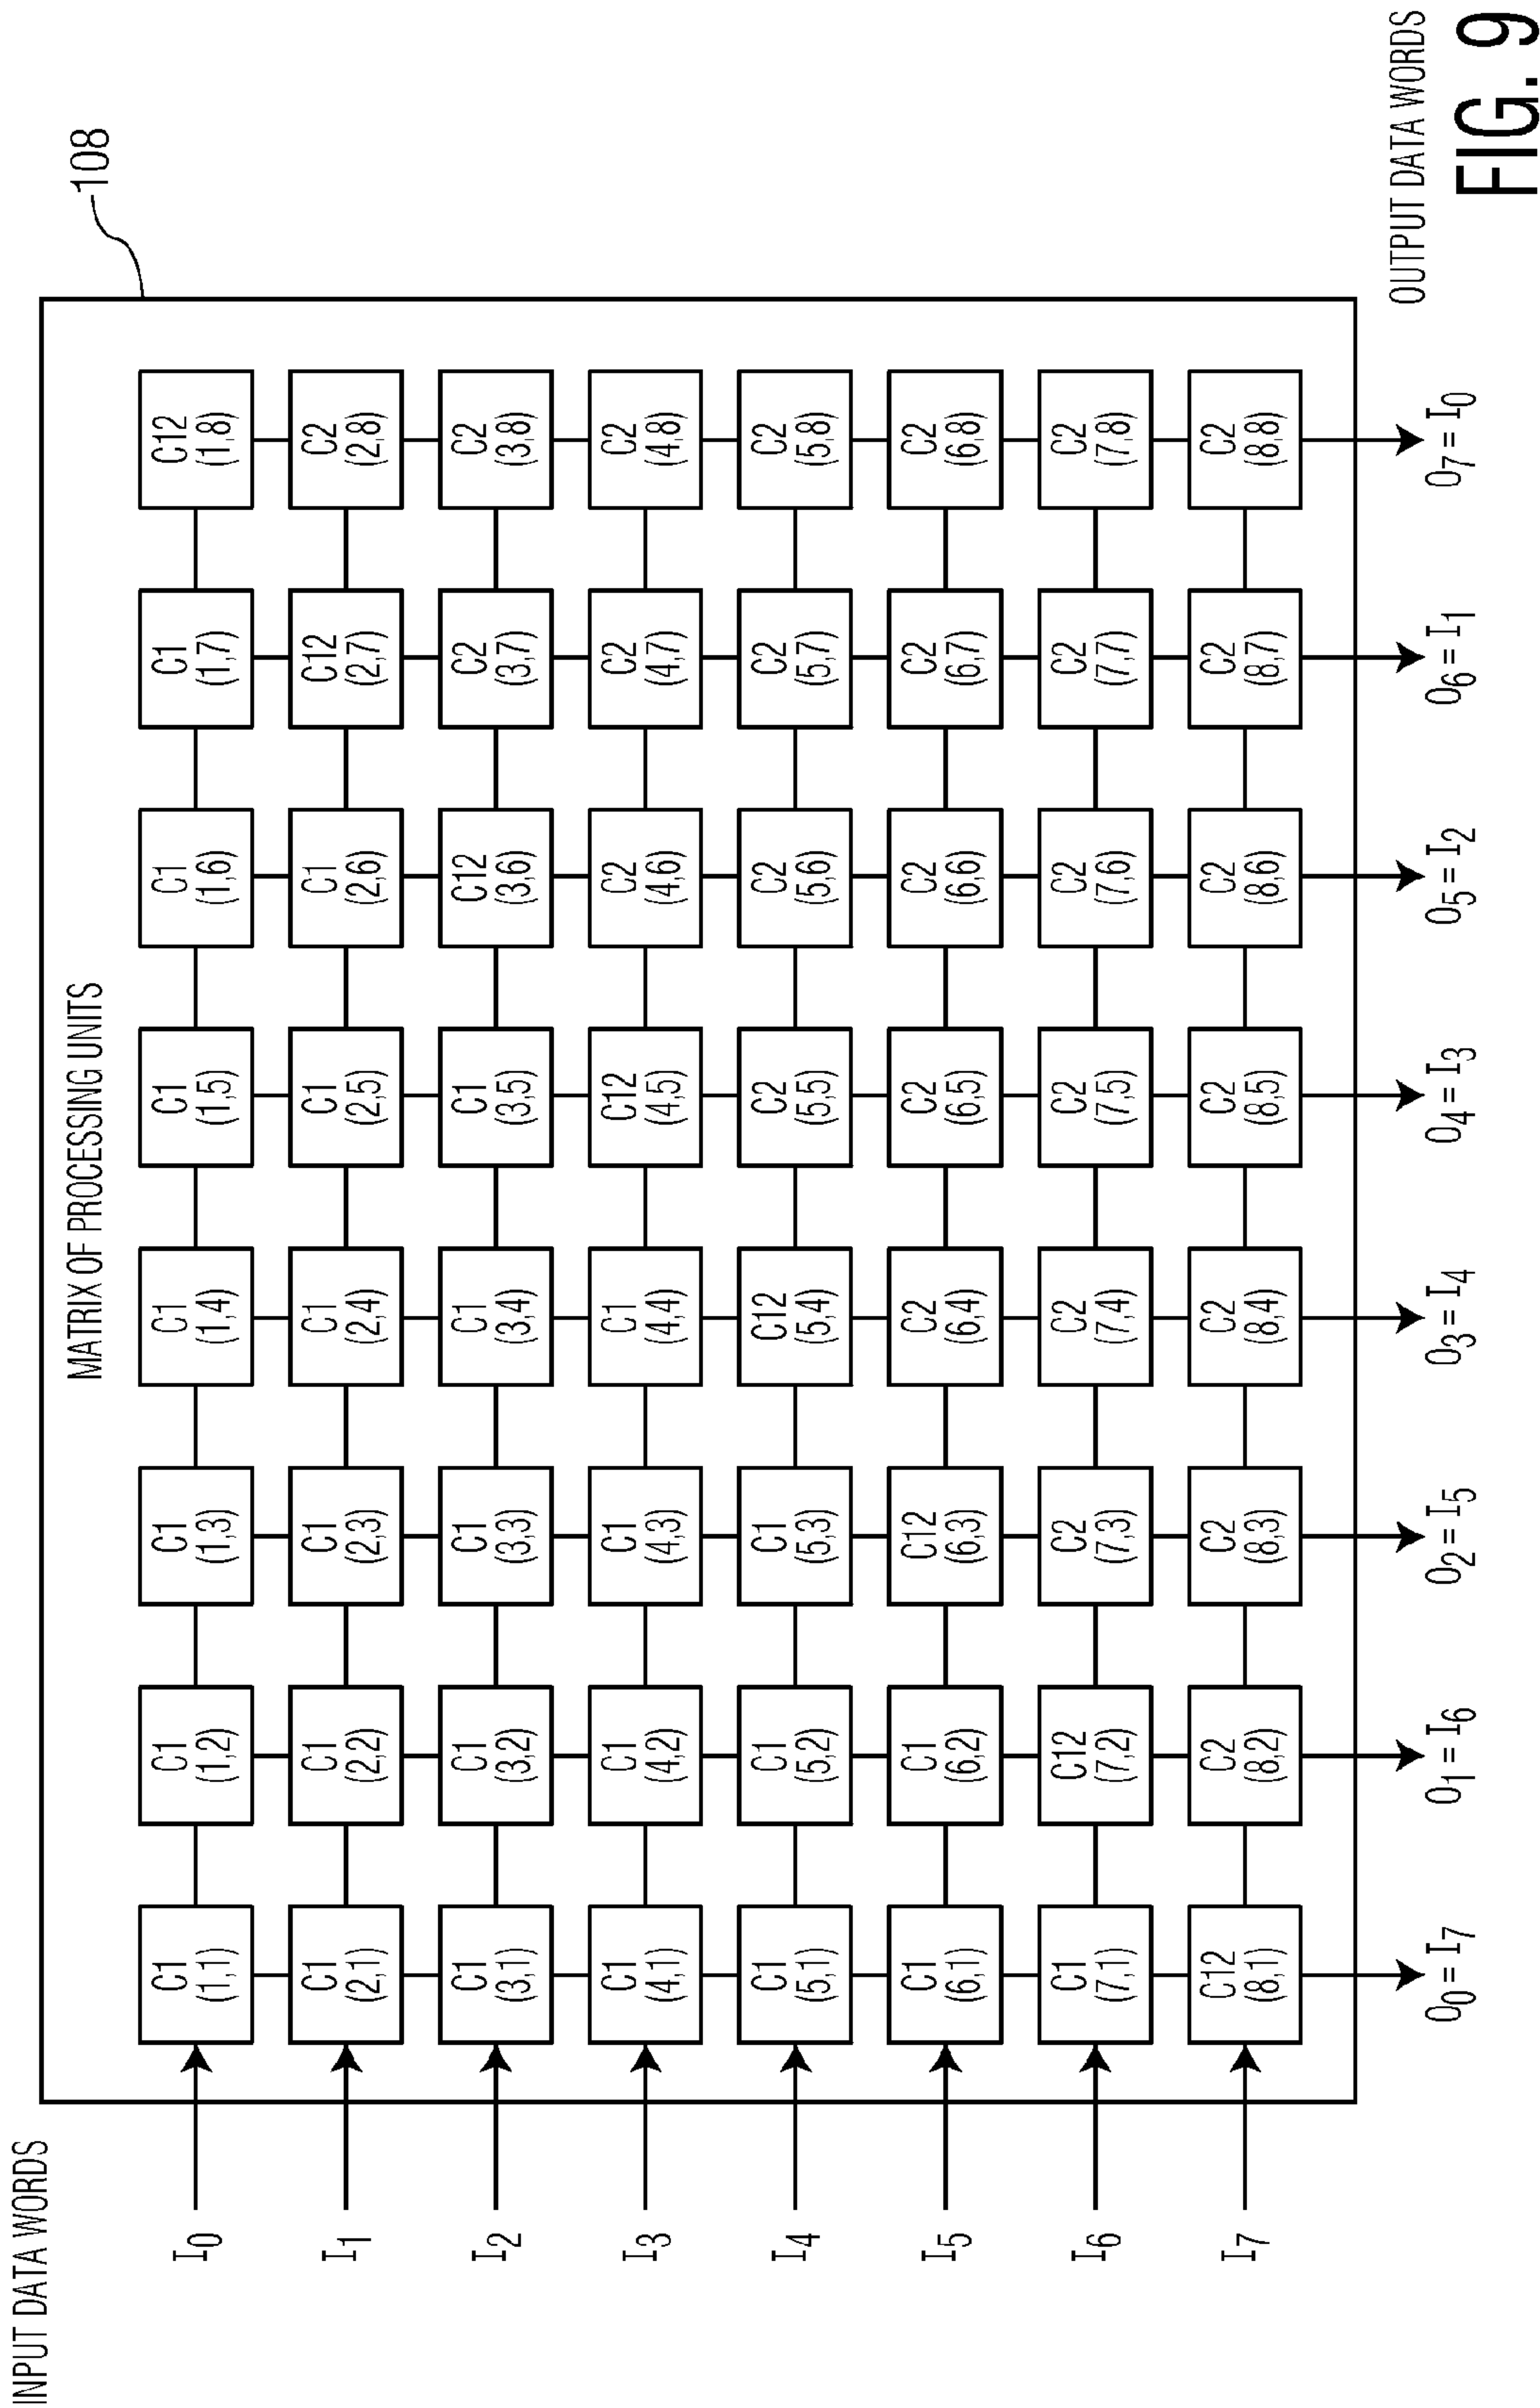 INPUT DATA WORDS
MATRIX OF PROCESSING UNITS
108
I0
C1 C1 C1 C1 C1 C1 C1 C12
(1,1) (1,2) (1,3) (1,4) (1,5) (1,6) (1,7) (1,8)
I1
C1 C1 C1 C1 C1 C1 C12 C2
(2,1) (2,2) (2,3) (2,4) (2,5) (2,6) (2,7) (2,8)
I2
C1 C1 C1 C1 C1 C12 C2 C2
(3,1) (3,2) (3,3) (3,4) (3,5) (3,6) (3,7) (3,8)
I3
C1 C1 C1 C1 C12 C2 C2 C2
(4,1) (4,2) (4,3) (4,4) (4,5) (4,6) (4,7) (4,8)
I4
C1 C1 C1 C12 C2 C2 C2 C2
(5,1) (5,2) (5,3) (5,4) (5,5) (5,6) (5,7) (5,8)
I5
C1 C1 C12 C2 C2 C2 C2 C2
(6,1) (6,2) (6,3) (6,4) (6,5) (6,6) (6,7) (6,8)
I6
C1 C12 C2 C2 C2 C2 C2 C2
(7,1) (7,2) (7,3) (7,4) (7,5) (7,6) (7,7) (7,8)
I7
C12 C2 C2 C2 C2 C2 C2 C2
(8,1) (8,2) (8,3) (8,4) (8,5) (8,6) (8,7) (8,8)
OUTPUT DATA WORDS
O0 = I7 O1 = I6 O2 = I5 O3 = I4 O4 = I3 O5 = I2 O6 = I1 O7 = I0
FIG. 9